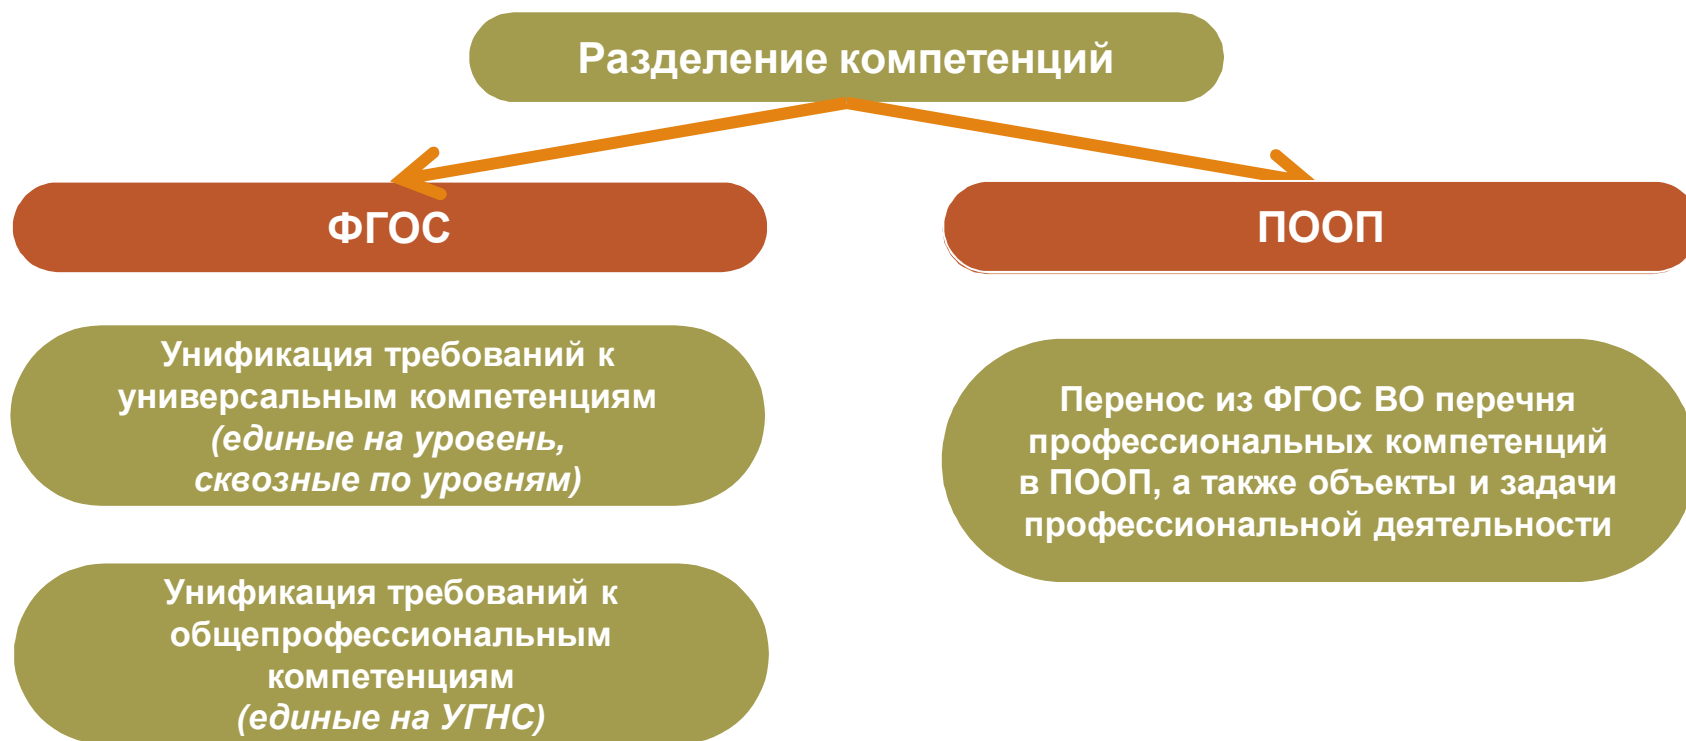 Разделение компетенций
ФГОС
ПООП
Унификация требований к
универсальным компетенциям
(единые на уровень,
сквозные по уровням)
Перенос из ФГОС ВО перечня
профессиональных компетенций
в ПООП, а также объекты и задачи
профессиональной деятельности
Унификация требований к
общепрофессиональным
компетенциям
(единые на УГНС)